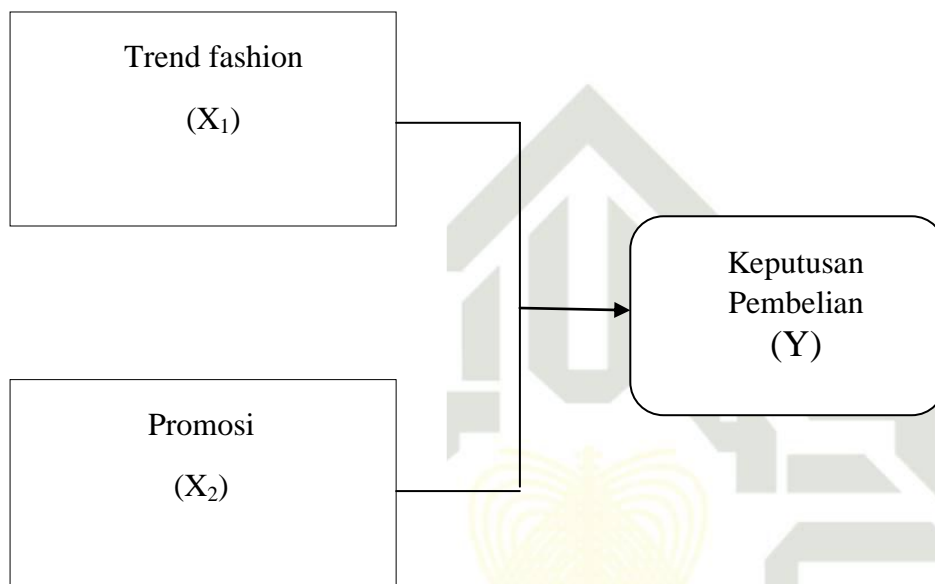 Trend fashion
(X₁)
Keputusan
Pembelian
(Y)
Promosi
(X₂)